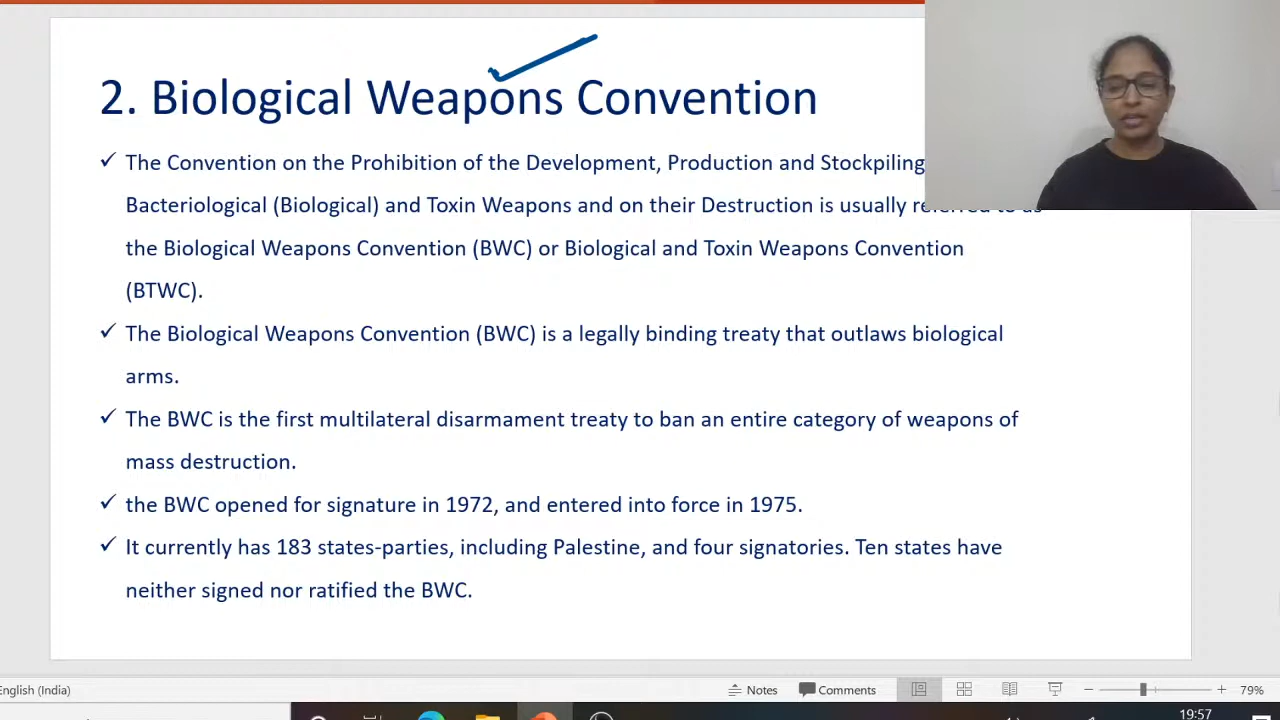 2. Biological Weapons Convention
✓ The Convention on the Prohibition of the Development, Production and Stockpiling
Bacteriological (Biological) and Toxin Weapons and on their Destruction is usually referred to as
the Biological Weapons Convention (BWC) or Biological and Toxin Weapons Convention
(BTWC).
✓ The Biological Weapons Convention (BWC) is a legally binding treaty that outlaws biological
arms.
✓ The BWC is the first multilateral disarmament treaty to ban an entire category of weapons of
mass destruction.
✓ the BWC opened for signature in 1972, and entered into force in 1975.
✓ It currently has 183 states-parties, including Palestine, and four signatories. Ten states have
neither signed nor ratified the BWC.
English (India) Notes Comments 79%
19:57